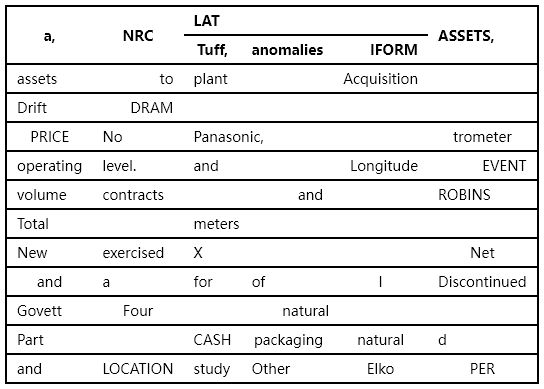 a, NRC LAT ASSETS,
Tuff, anomalies IFORM
assets to plant Acquisition
Drift DRAM
PRICE No Panasonic, trometer
operating level. and Longitude EVENT
volume contracts and ROBINS
Total meters
New exercised X Net
and a for of I Discontinued
Govett Four natural
Part CASH packaging natural d
and LOCATION study Other Elko PER